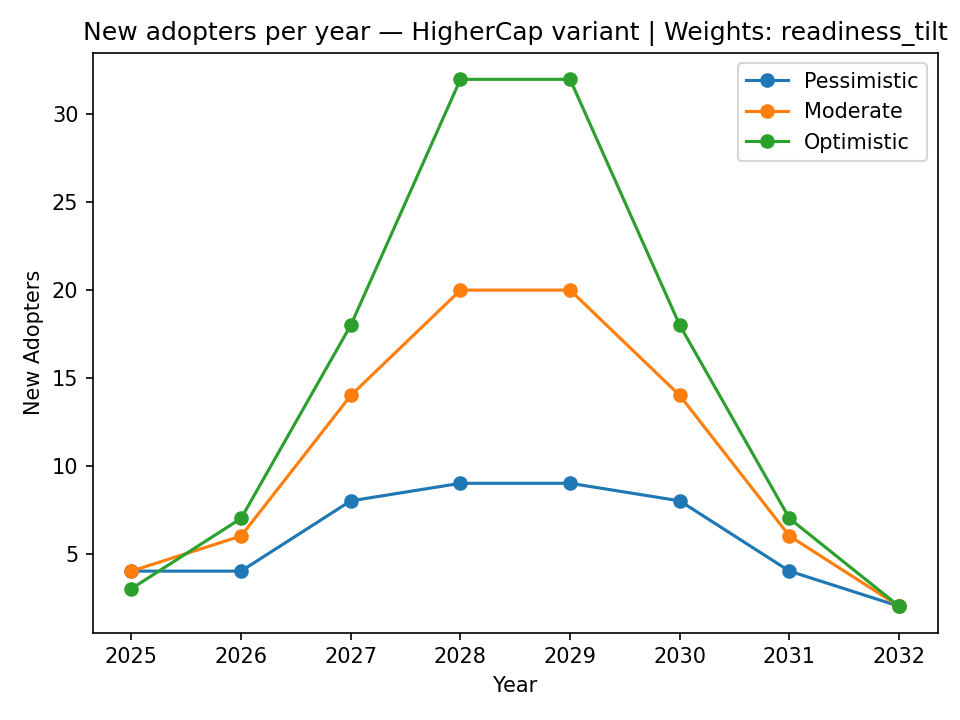 New adopters per year — HigherCap variant | Weights: readiness_tilt
Pessimistic
Moderate
Optimistic
New Adopters
30
25
20
15
10
5
2025 2026 2027 2028 2029 2030 2031 2032
Year